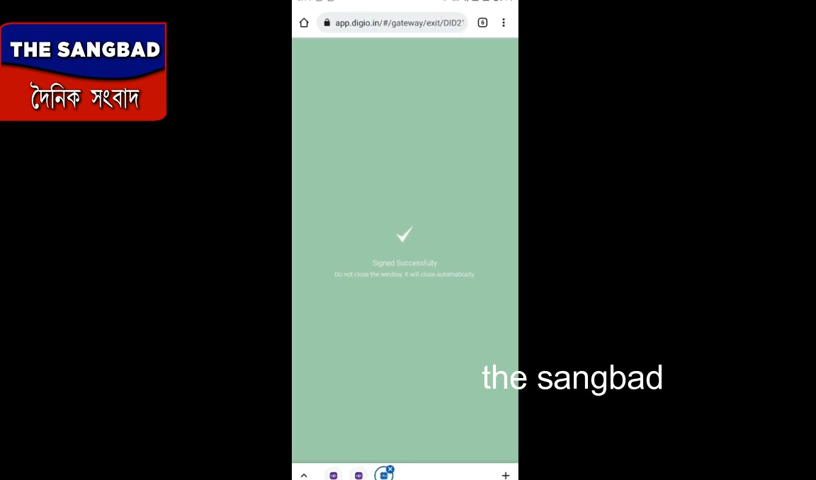 THE SANGBAD
দৈনিক সংবাদ
app.digio.in/#/gateway/exit/DID2
Signed Successfully
Do not close the window, it will close automatically.
the sangbad